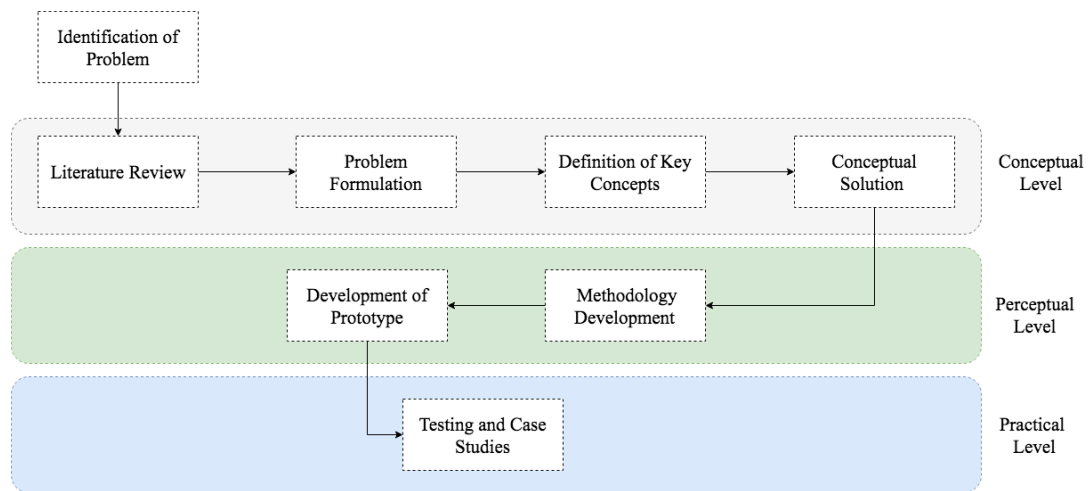 Identification of
Problem
Literature Review
Problem
Formulation
Definition of Key
Concepts
Conceptual
Solution
Conceptual
Level
Development of
Prototype
Methodology
Development
Perceptual
Level
Testing and Case
Studies
Practical
Level